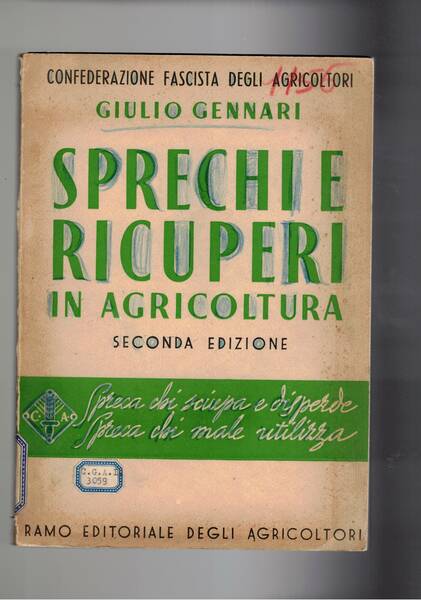 CONFEDERAZIONE FASCISTA DEGLI AGRICOLTORI
1156
GIULIO GENNARI
SPRECHI E
RICUPERI
IN AGRICOLTURA
SECONDA EDIZIONE
C A
Spreca chi sciupa e disperde
Spreca chi male utilizza
C.G.A.I.
3059
RAMO EDITORIALE DEGLI AGRICOLTORI